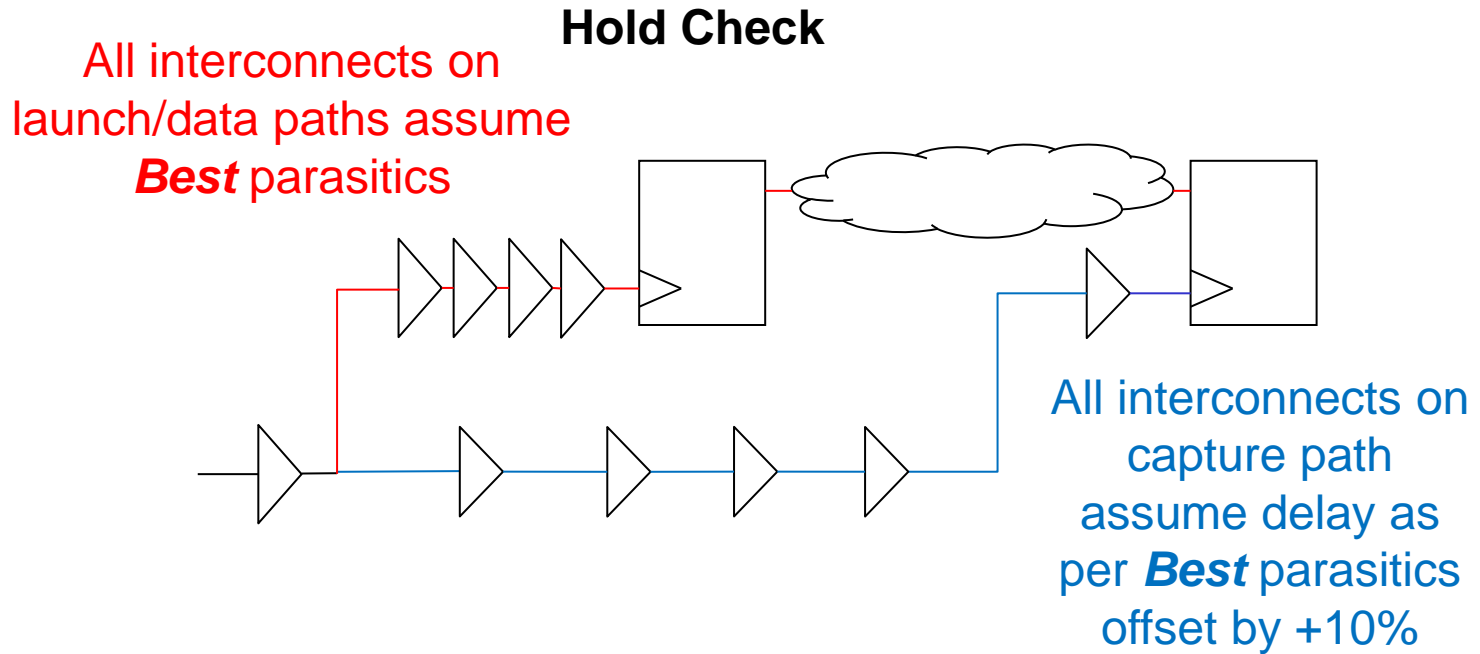 Hold Check
All interconnects on
launch/data paths assume
Best parasitics
All interconnects on
capture path
assume delay as
per Best parasitics
offset by +10%